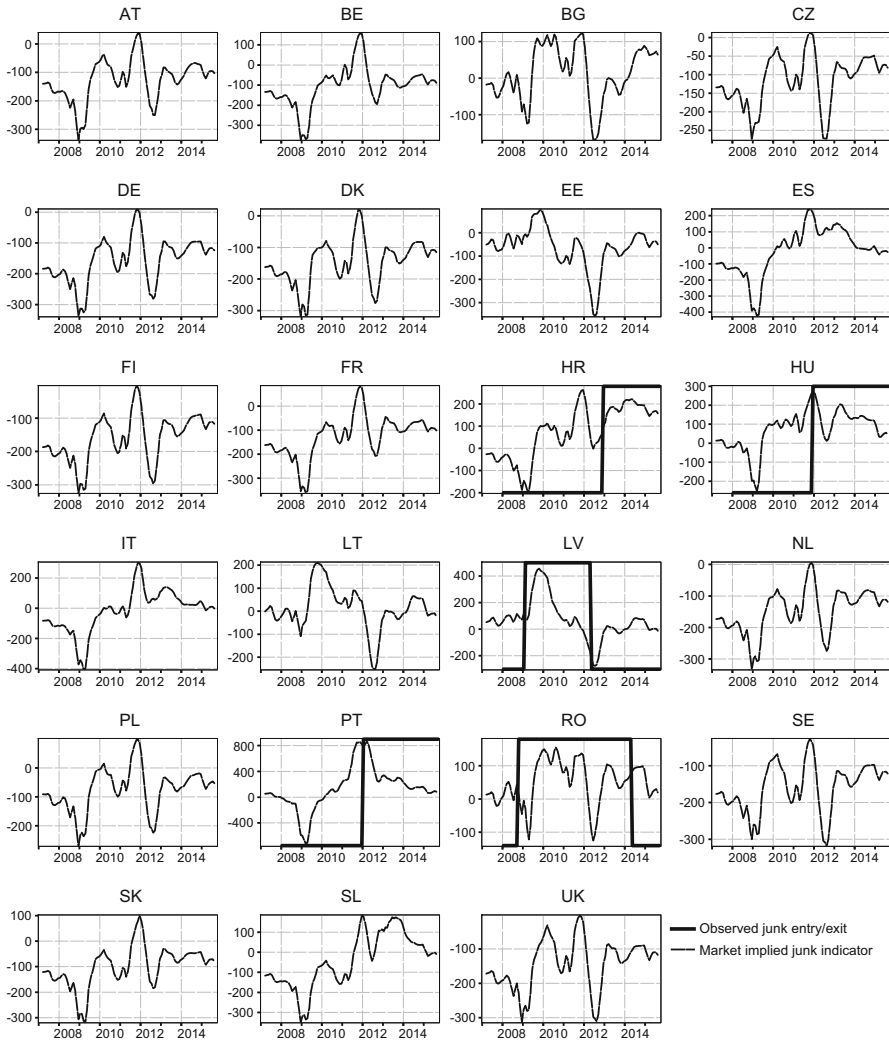 AT
0
-100
-200
-300
2008 2010 2012 2014
BE
100
0
-100
-200
-300
2008 2010 2012 2014
BG
100
0
-100
2008 2010 2012 2014
CZ
0
-50
-100
-150
-200
-250
2008 2010 2012 2014
DE
0
-100
-200
-300
2008 2010 2012 2014
DK
0
-100
-200
-300
2008 2010 2012 2014
EE
0
-100
-200
-300
2008 2010 2012 2014
ES
200
100
0
-100
-200
-300
-400
2008 2010 2012 2014
FI
-100
-200
-300
2008 2010 2012 2014
FR
0
-100
-200
-300
2008 2010 2012 2014
HR
200
100
0
-100
-200
2008 2010 2012 2014
HU
300
200
100
0
-100
-200
2008 2010 2012 2014
IT
200
0
-200
-400
2008 2010 2012 2014
LT
200
100
0
-100
-200
2008 2010 2012 2014
LV
400
200
0
-200
2008 2010 2012 2014
NL
0
-100
-200
-300
2008 2010 2012 2014
PL
100
0
-100
-200
2008 2010 2012 2014
PT
800
400
0
-400
2008 2010 2012 2014
RO
100
0
-100
2008 2010 2012 2014
SE
-100
-200
-300
2008 2010 2012 2014
SK
100
0
-100
-200
-300
2008 2010 2012 2014
SL
100
0
-100
-200
-300
2008 2010 2012 2014
UK
-100
-200
-300
2008 2010 2012 2014
Observed junk entry/exit
Market implied junk indicator